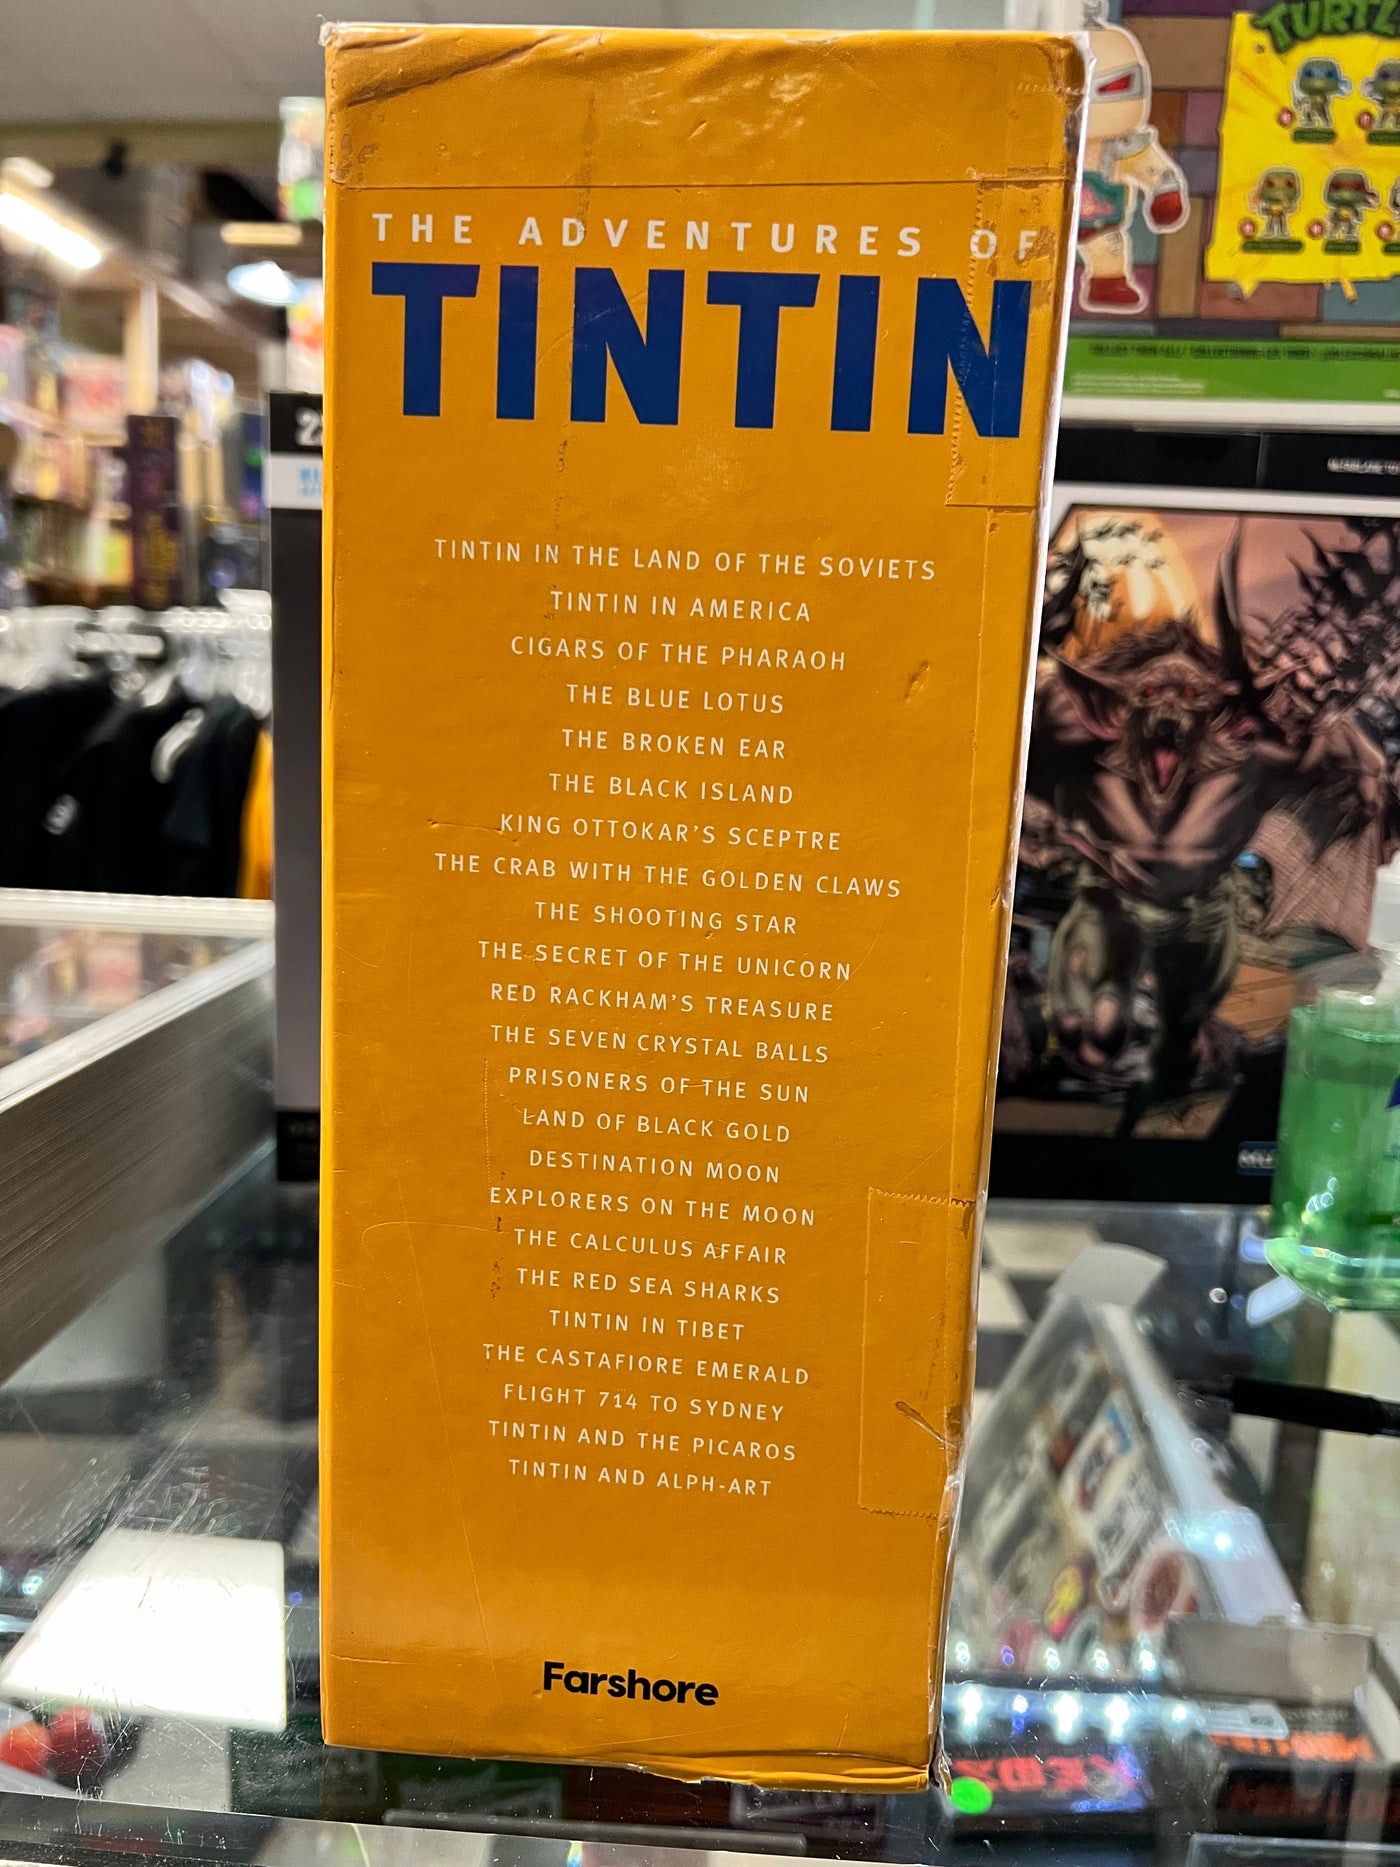 THE ADVENTURES OF
TINTIN
TINTIN IN THE LAND OF THE SOVIETS
TINTIN IN AMERICA
CIGARS OF THE PHARAOH
THE BLUE LOTUS
THE BROKEN EAR
THE BLACK ISLAND
KING OTTOKAR'S SCEPTRE
THE CRAB WITH THE GOLDEN CLAWS
THE SHOOTING STAR
THE SECRET OF THE UNICORN
RED RACKHAM'S TREASURE
THE SEVEN CRYSTAL BALLS
PRISONERS OF THE SUN
LAND OF BLACK GOLD
DESTINATION MOON
EXPLORERS ON THE MOON
THE CALCULUS AFFAIR
THE RED SEA SHARKS
TINTIN IN TIBET
THE CASTAFIORE EMERALD
FLIGHT 714 TO SYDNEY
TINTIN AND THE PICAROS
TINTIN AND ALPH-ART
Farshore